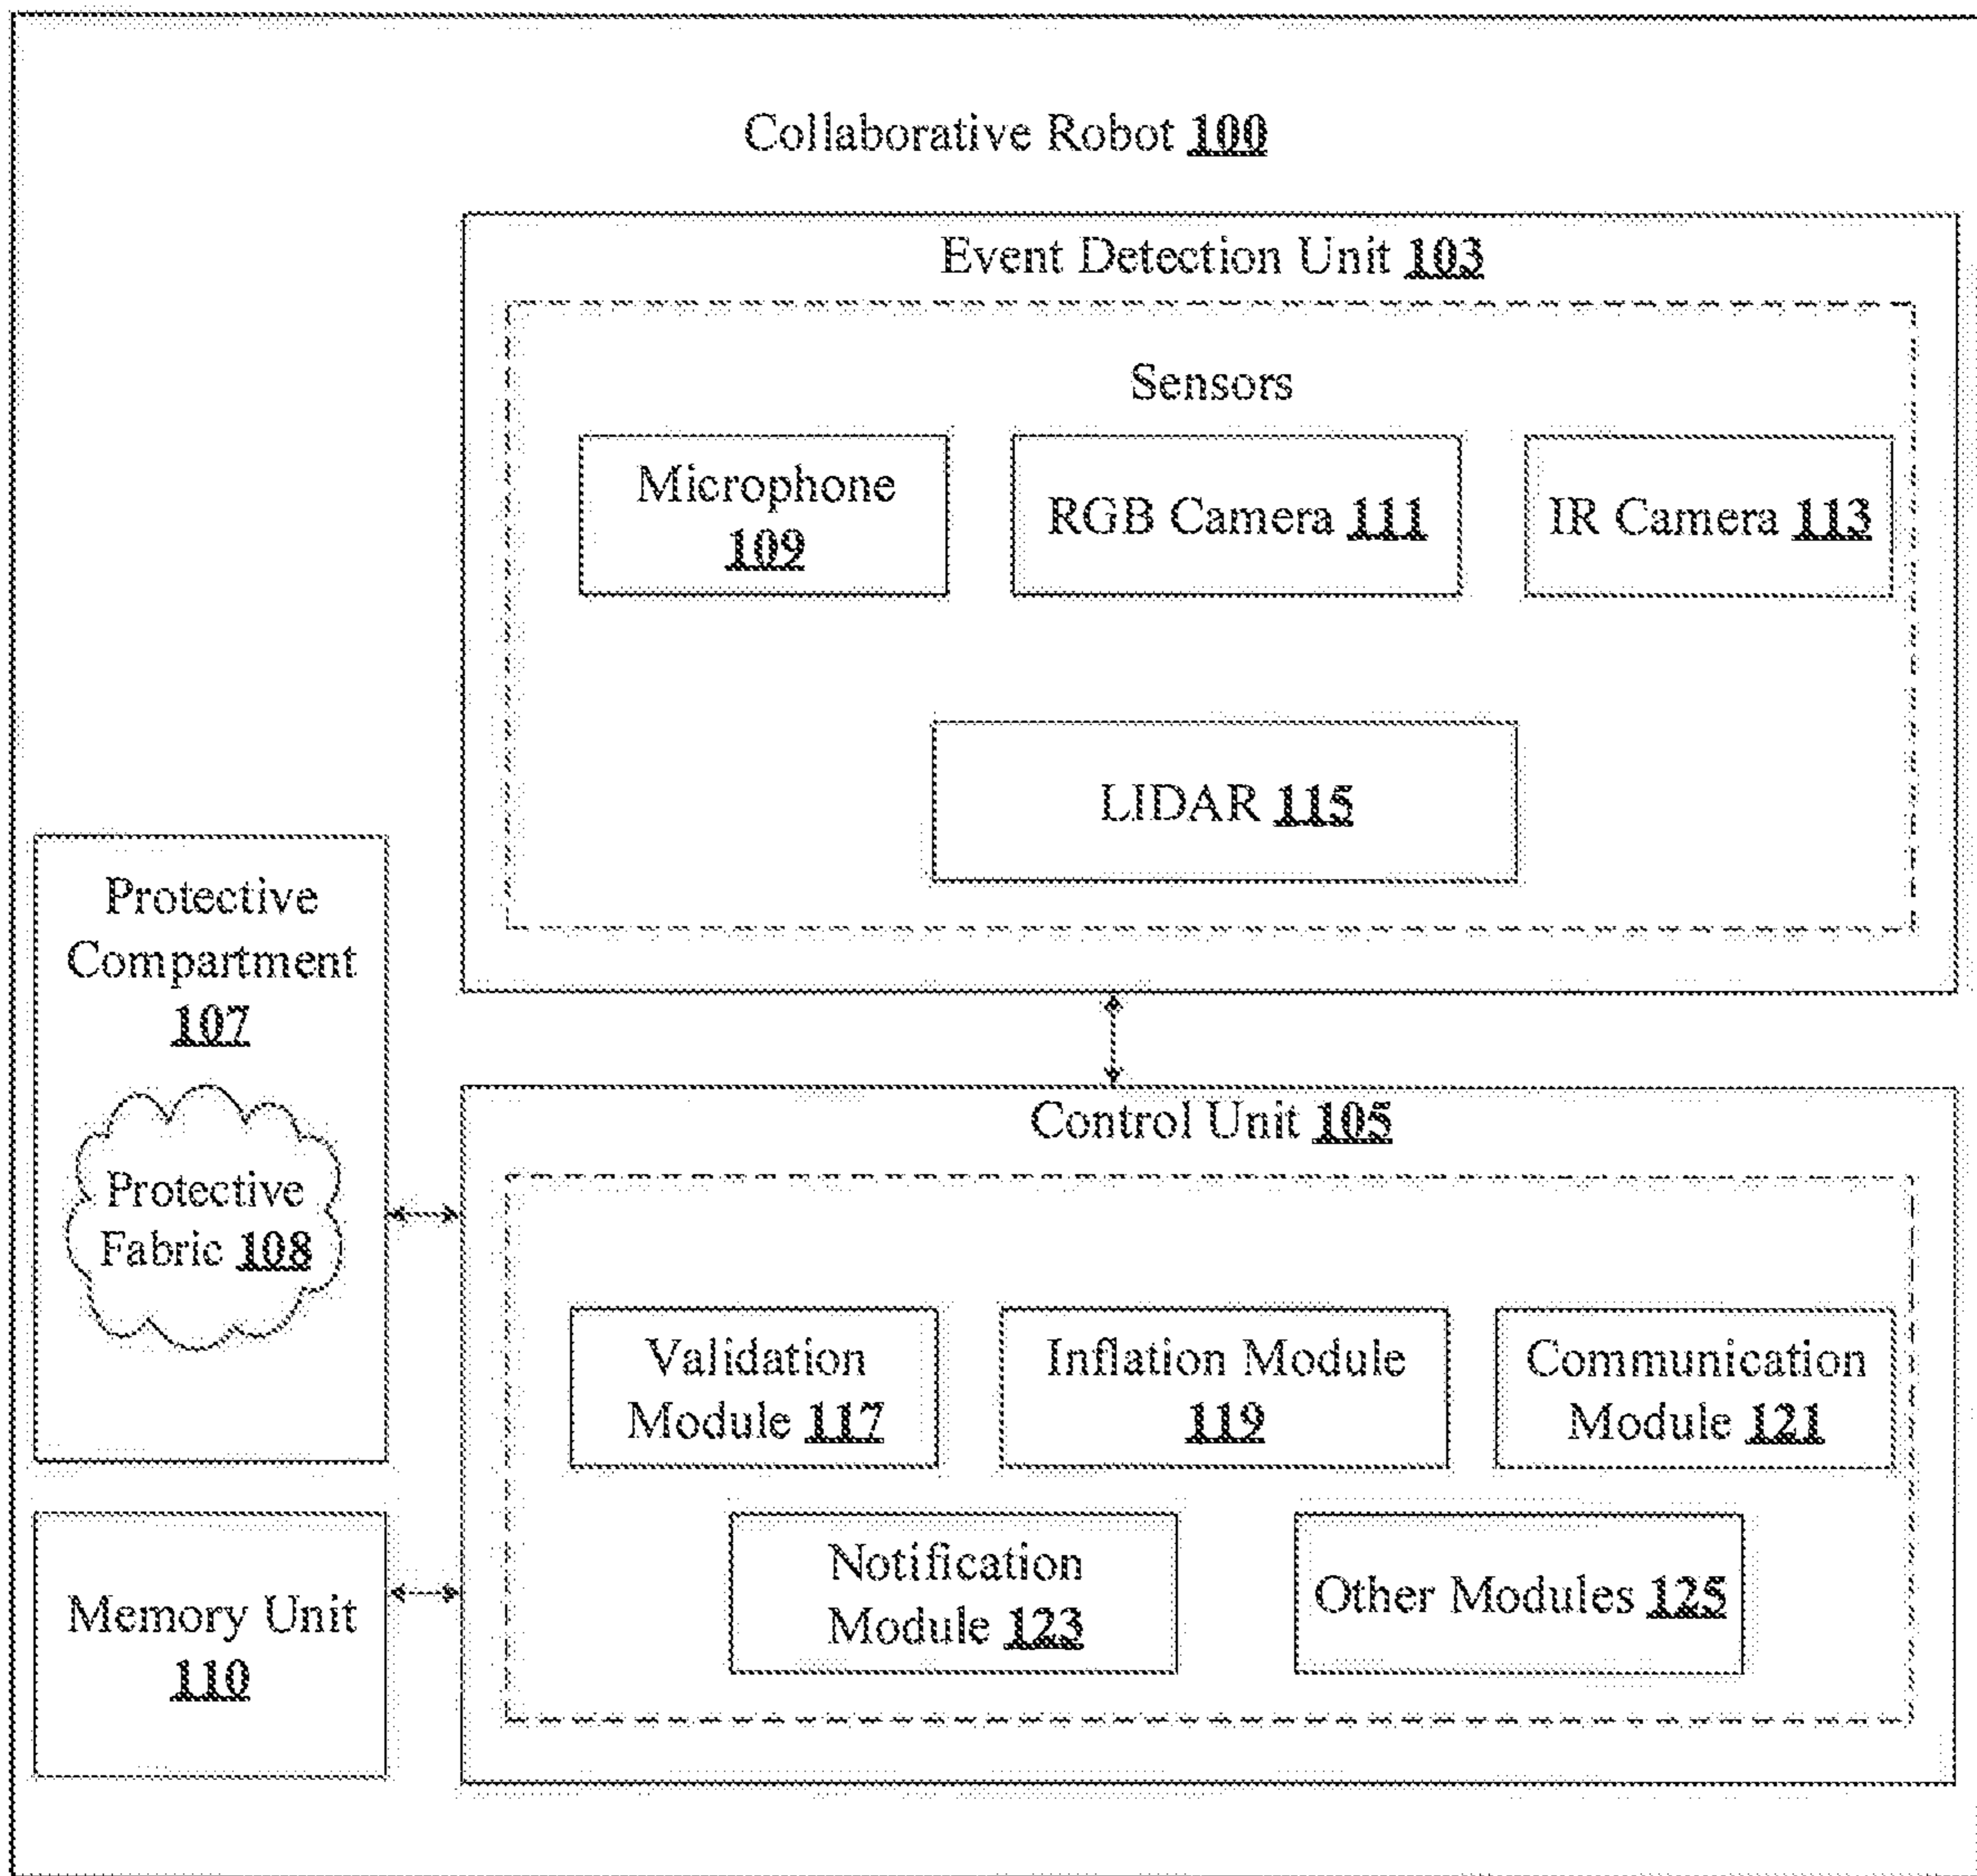 Collaborative Robot 100
Event Detection Unit 103
Sensors
Microphone
109
RGB Camera 111
IR Camera 113
LIDAR 115
Protective
Compartment
107
Protective
Fabric 108
Control Unit 105
Validation
Module 117
Inflation Module
119
Communication
Module 121
Notification
Module 123
Other Modules 125
Memory Unit
110